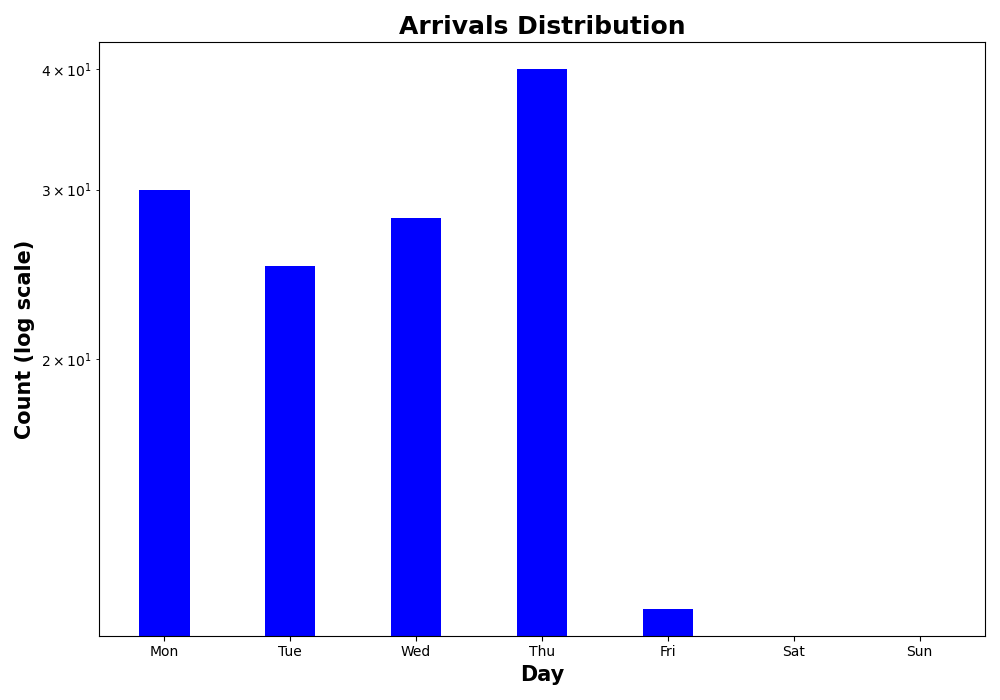 Arrivals Distribution
4 × 10¹
3 × 10¹
2 × 10¹
Count (log scale)
Mon Tue Wed Thu Fri Sat Sun
Day